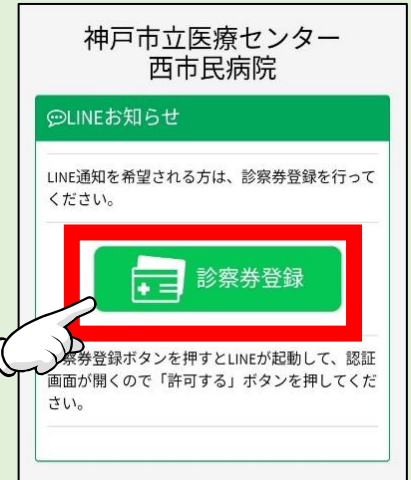 神戸市立医療センター
西市民病院
LINEお知らせ
LINE通知を希望される方は、診察券登録を行って
ください。
診察券登録
察券登録ボタンを押すとLINEが起動して、認証
画面が開くので「許可する」ボタンを押してくだ
さい。